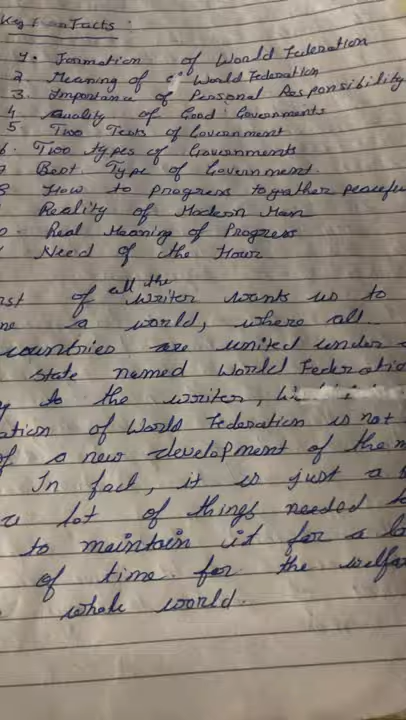 Key Facts
1. Formation of World Federation
2 Meaning of World Federation
3. Importance of Personal Responsibility
4 Quality of Good Governments
5 Two Tests of Government
6. Two types of Governments
Best Type of Government.
How to Progress togather peacefu
Reality of Modern Man
Real Meaning of Progress
Need of the Hour
of all the writer wants us to
a world, where all
countries are united under
state named World Federatio
to the writer,
ation of World Federation is not
of a new development of the
In fact, it is just a
a lot of things needed
to maintain it for a
of time for the welfa
whole world.